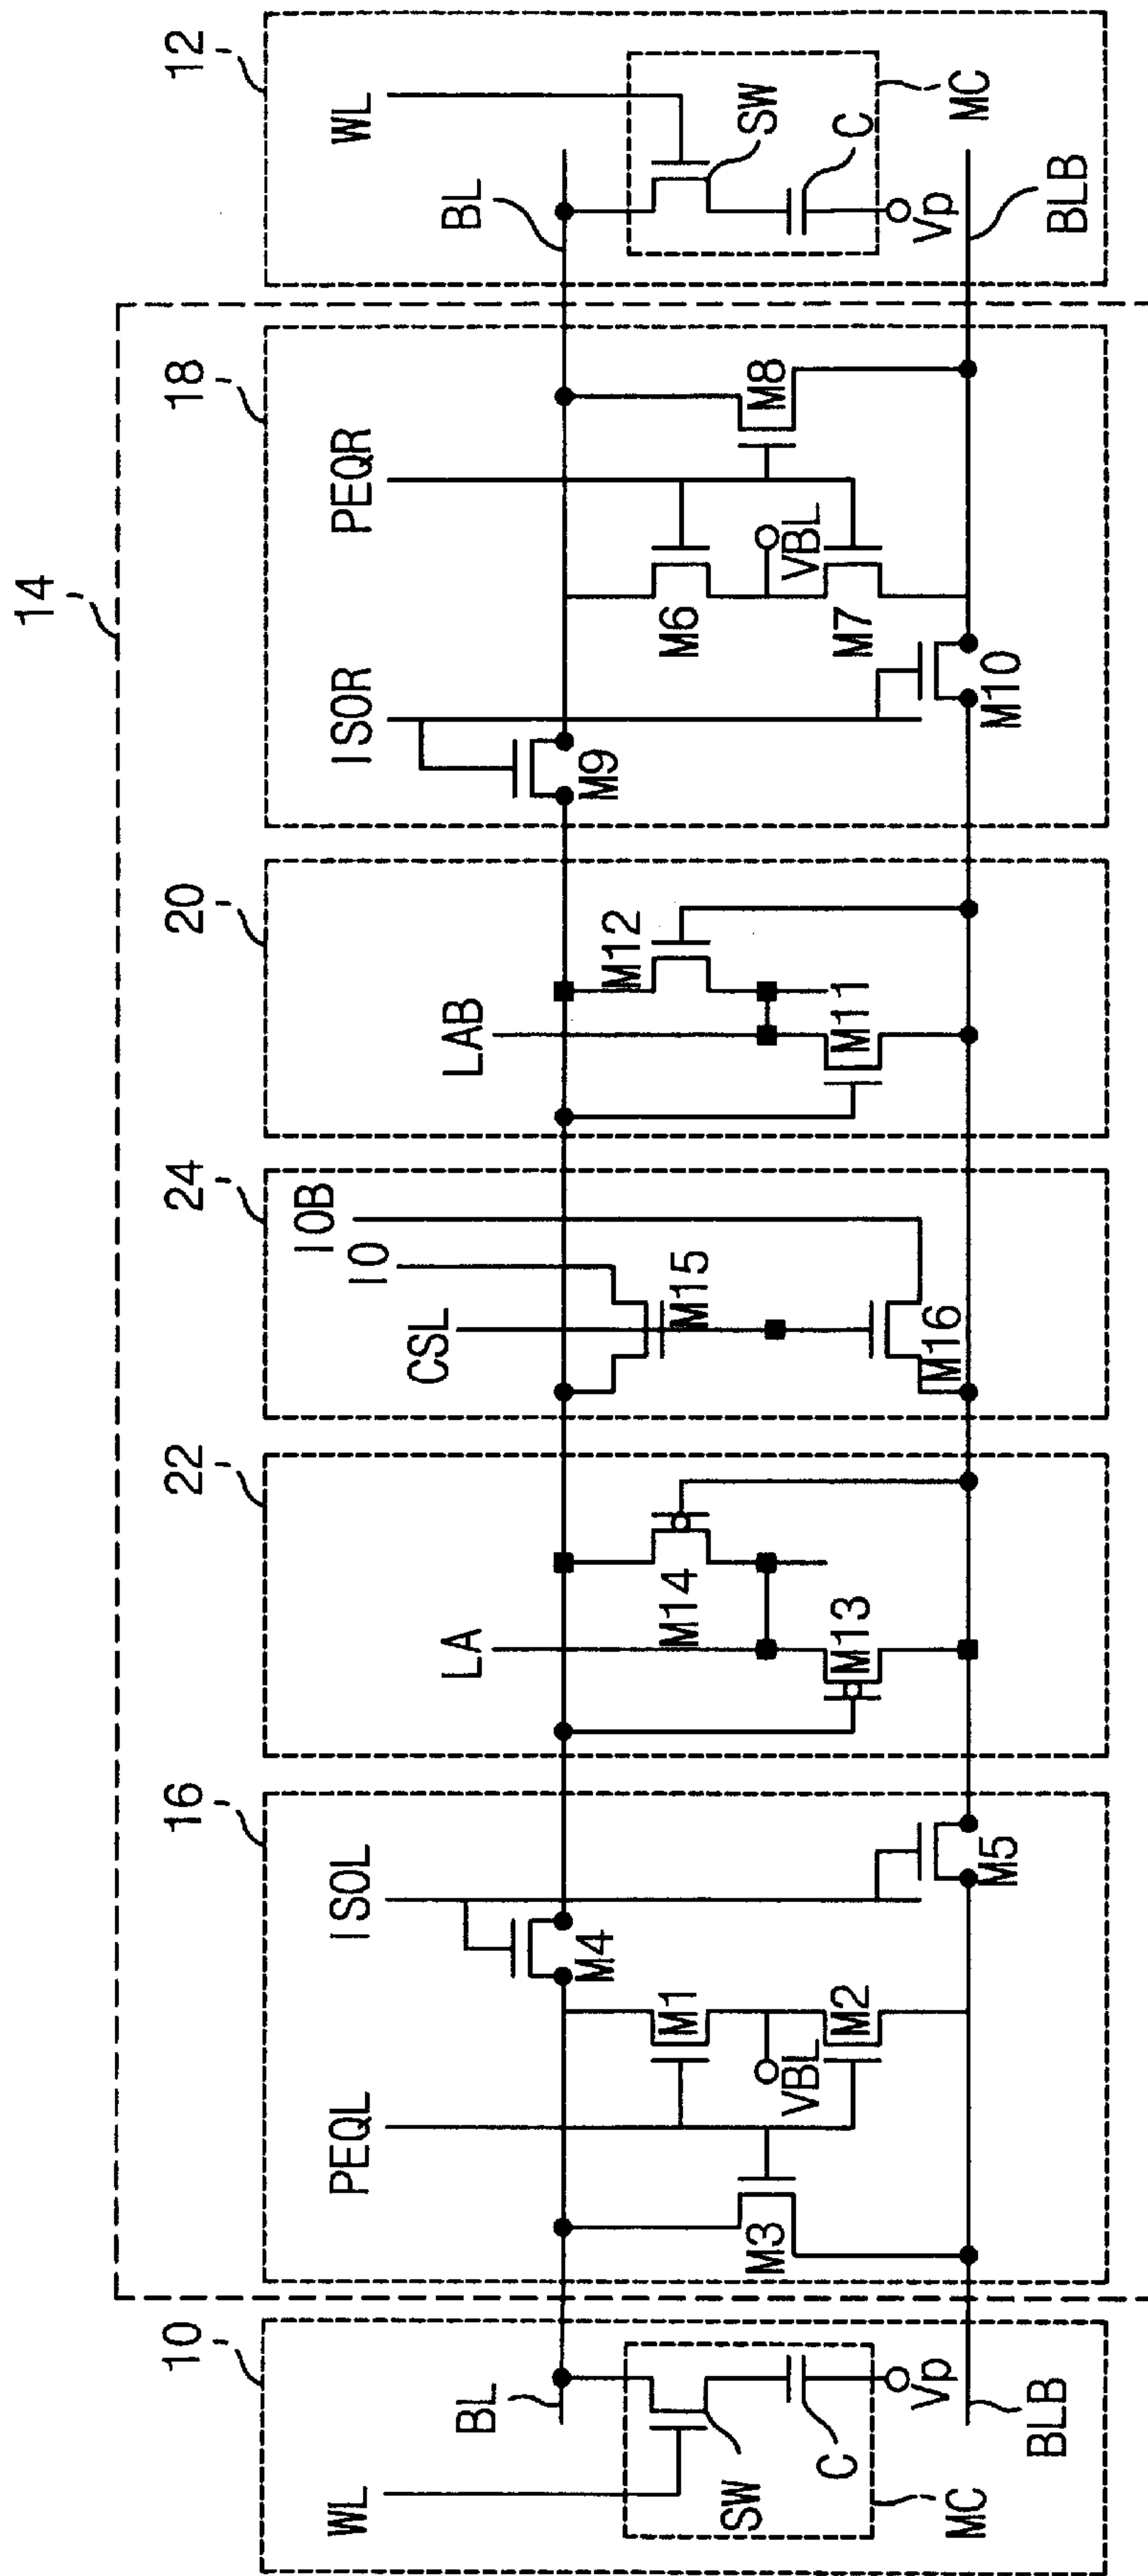 14
10
WL
BL
SW
C
MC
Vp
BLB
16
PEQL
ISOL
M3
M1
VBL
M2
M4
M5
22
LA
M14
M13
24
CSL
IO
IOB
M15
M16
20
LAB
M12
M11
18
ISOR
PEQR
M9
M6
VBL
M7
M8
M10
12
WL
BL
SW
C
MC
Vp
BLB